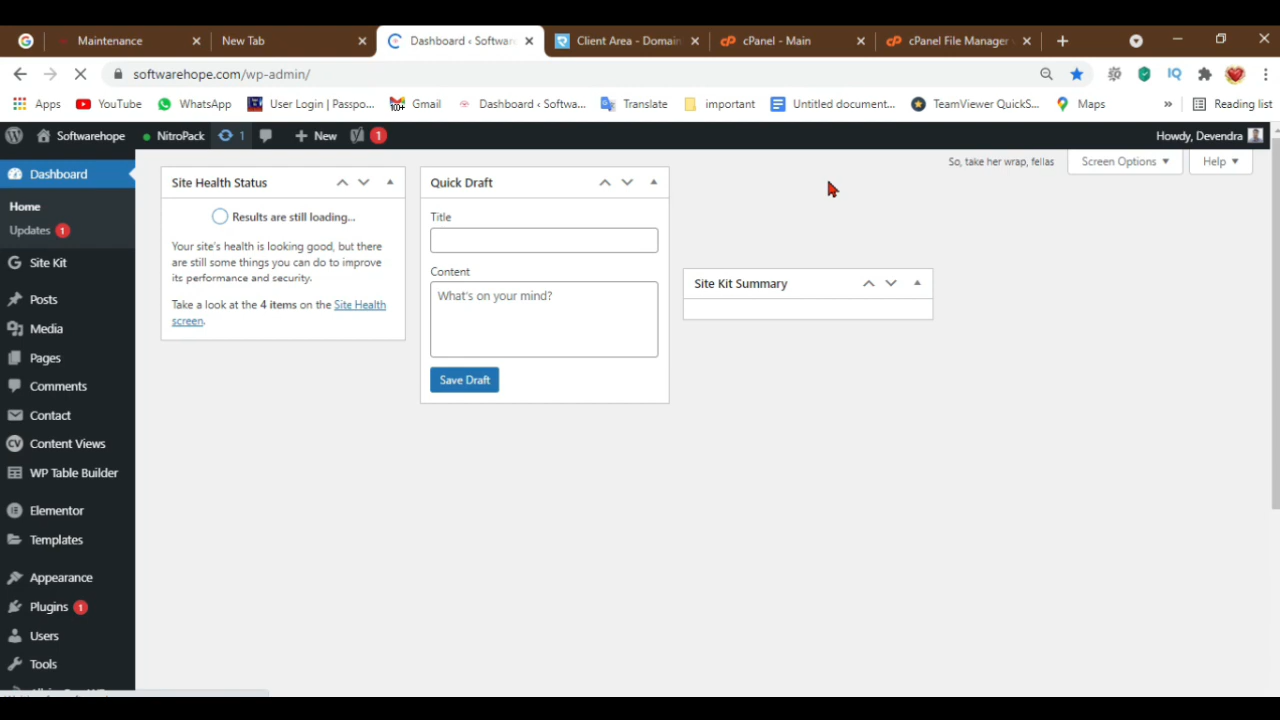 Maintenance
New Tab
Dashboard ‹ Softwar
Client Area - Domain
cPanel - Main
cPanel File Manager
softwarehope.com/wp-admin/
IQ
Apps
YouTube
WhatsApp
User Login | Passpo...
10+
Gmail
Dashboard ‹ Softwa...
Translate
important
Untitled document...
TeamViewer QuickS...
Maps
»
Reading list
Softwarehope
NitroPack
1
New
1
Howdy, Devendra
Dashboard
Home
Updates 1
Site Kit
Posts
Media
Pages
Comments
Contact
Content Views
WP Table Builder
Elementor
Templates
Appearance
Plugins 1
Users
Tools
So, take her wrap, fellas
Screen Options
Help
Site Health Status
Results are still loading...
Your site's health is looking good, but there
are still some things you can do to improve
its performance and security.
Take a look at the 4 items on the Site Health
screen.
Quick Draft
Title
Content
What's on your mind?
Save Draft
Site Kit Summary